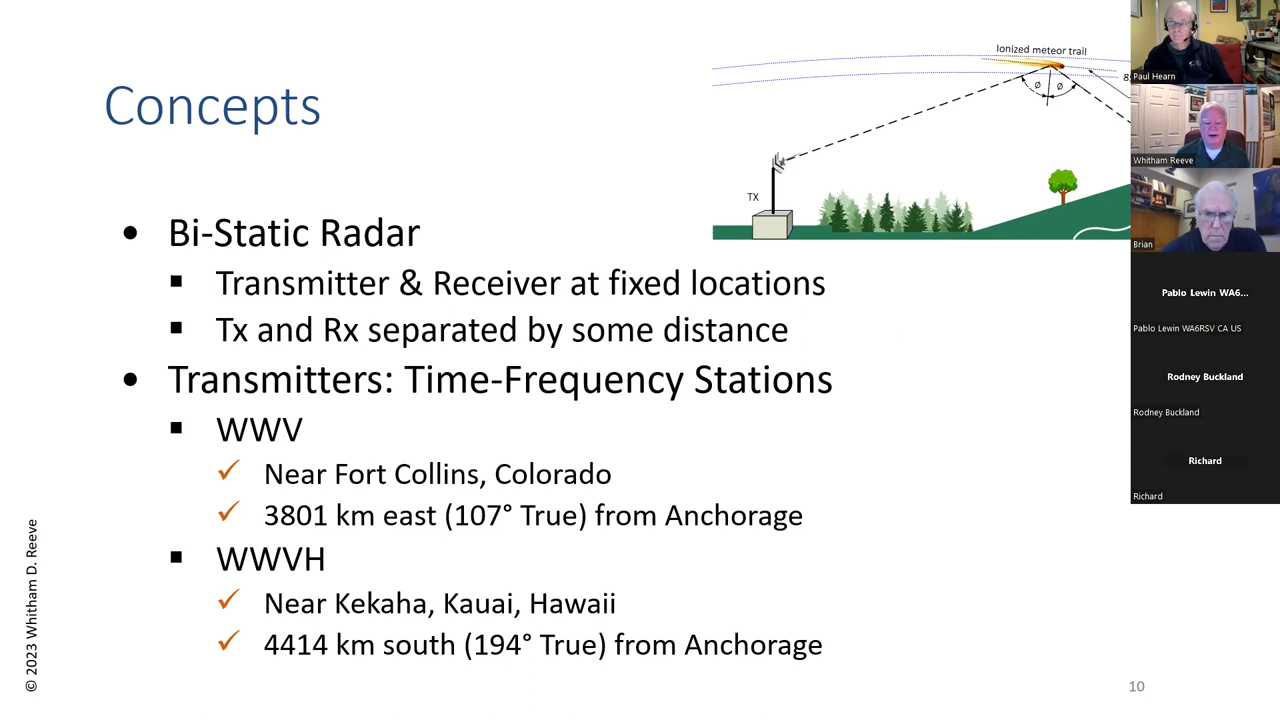 Concepts
Ionized meteor trail
Ø
Ø
TX
• Bi-Static Radar
▪ Transmitter & Receiver at fixed locations
▪ Tx and Rx separated by some distance
• Transmitters: Time-Frequency Stations
▪ WWV
✓ Near Fort Collins, Colorado
✓ 3801 km east (107° True) from Anchorage
▪ WWVH
✓ Near Kekaha, Kauai, Hawaii
✓ 4414 km south (194° True) from Anchorage
© 2023 Whitham D. Reeve
10
Paul Hearn
Whitham Reeve
Brian
Pablo Lewin WA6...
Pablo Lewin WA6RSV CA US
Rodney Buckland
Rodney Buckland
Richard
Richard